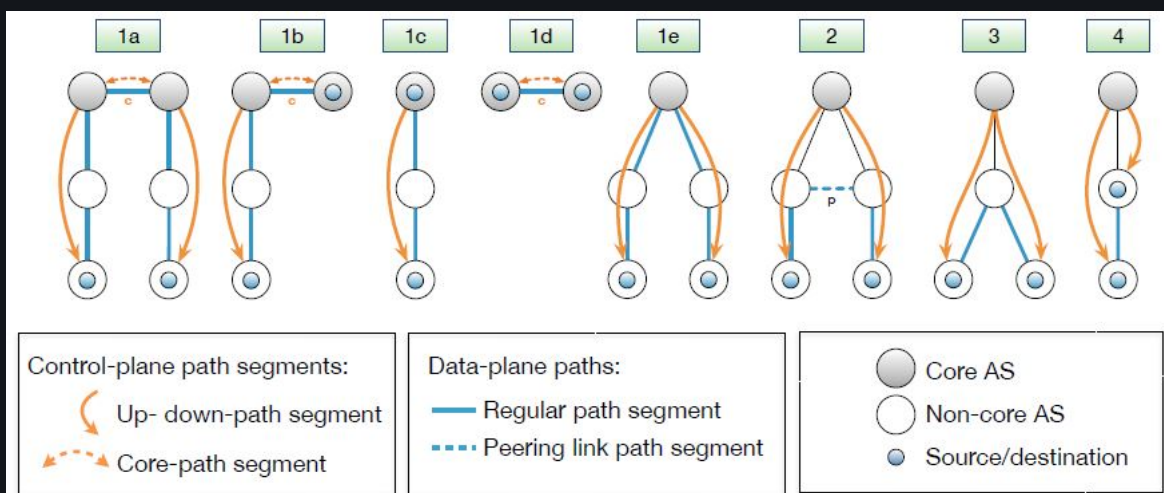 1a 1b 1c 1d 1e 2 3 4
c c c
p
Control-plane path segments:
Up- down-path segment
Core-path segment
Data-plane paths:
Regular path segment
Peering link path segment
Core AS
Non-core AS
Source/destination